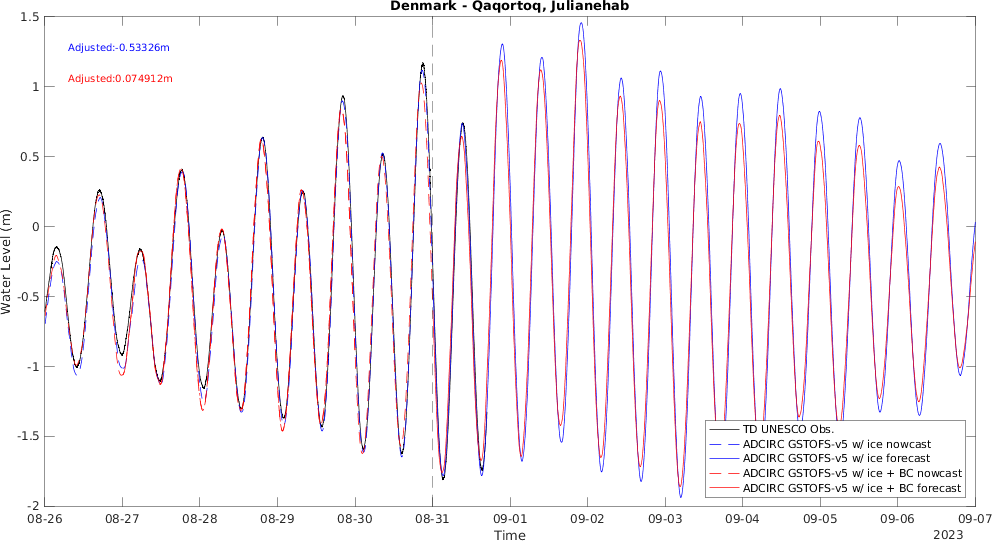 Denmark - Qaqortoq, Julianehab
Adjusted:-0.53326m
Adjusted:0.074912m
1.5
1
0.5
0
-0.5
-1
-1.5
-2
Water Level (m)
TD UNESCO Obs.
ADCIRC GSTOFS-v5 w/ ice nowcast
ADCIRC GSTOFS-v5 w/ ice forecast
ADCIRC GSTOFS-v5 w/ ice + BC nowcast
ADCIRC GSTOFS-v5 w/ ice + BC forecast
08-26 08-27 08-28 08-29 08-30 08-31 09-01 09-02 09-03 09-04 09-05 09-06 09-07
Time
2023